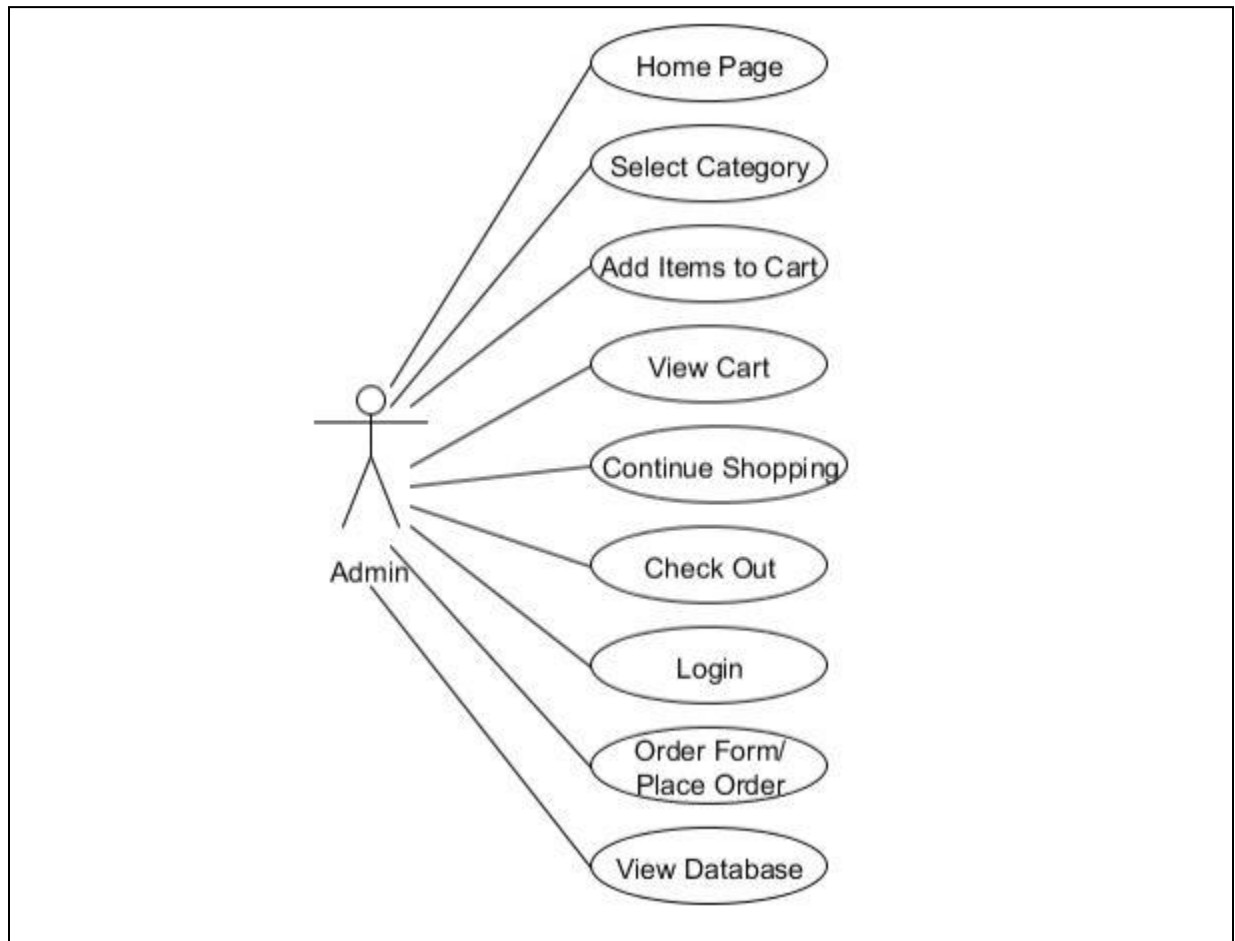 Home Page
Select Category
Add Items to Cart
View Cart
Continue Shopping
Check Out
Admin
Login
Order Form/
Place Order
View Database